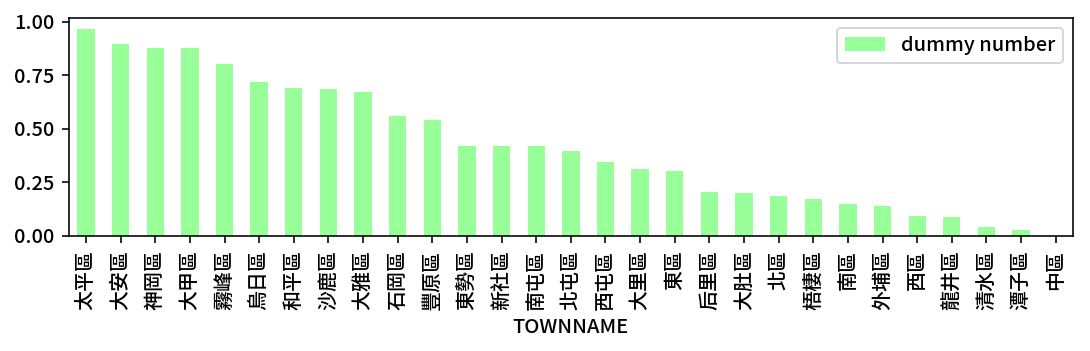 1.00
0.75
0.50
0.25
0.00
dummy number
太平區
大安區
神岡區
大甲區
霧峰區
烏日區
和平區
沙鹿區
大雅區
石岡區
豐原區
東勢區
新社區
南屯區
北屯區
西屯區
大里區
東區
后里區
大肚區
北區
梧棲區
南區
外埔區
西區
龍井區
清水區
潭子區
中區
TOWNNAME